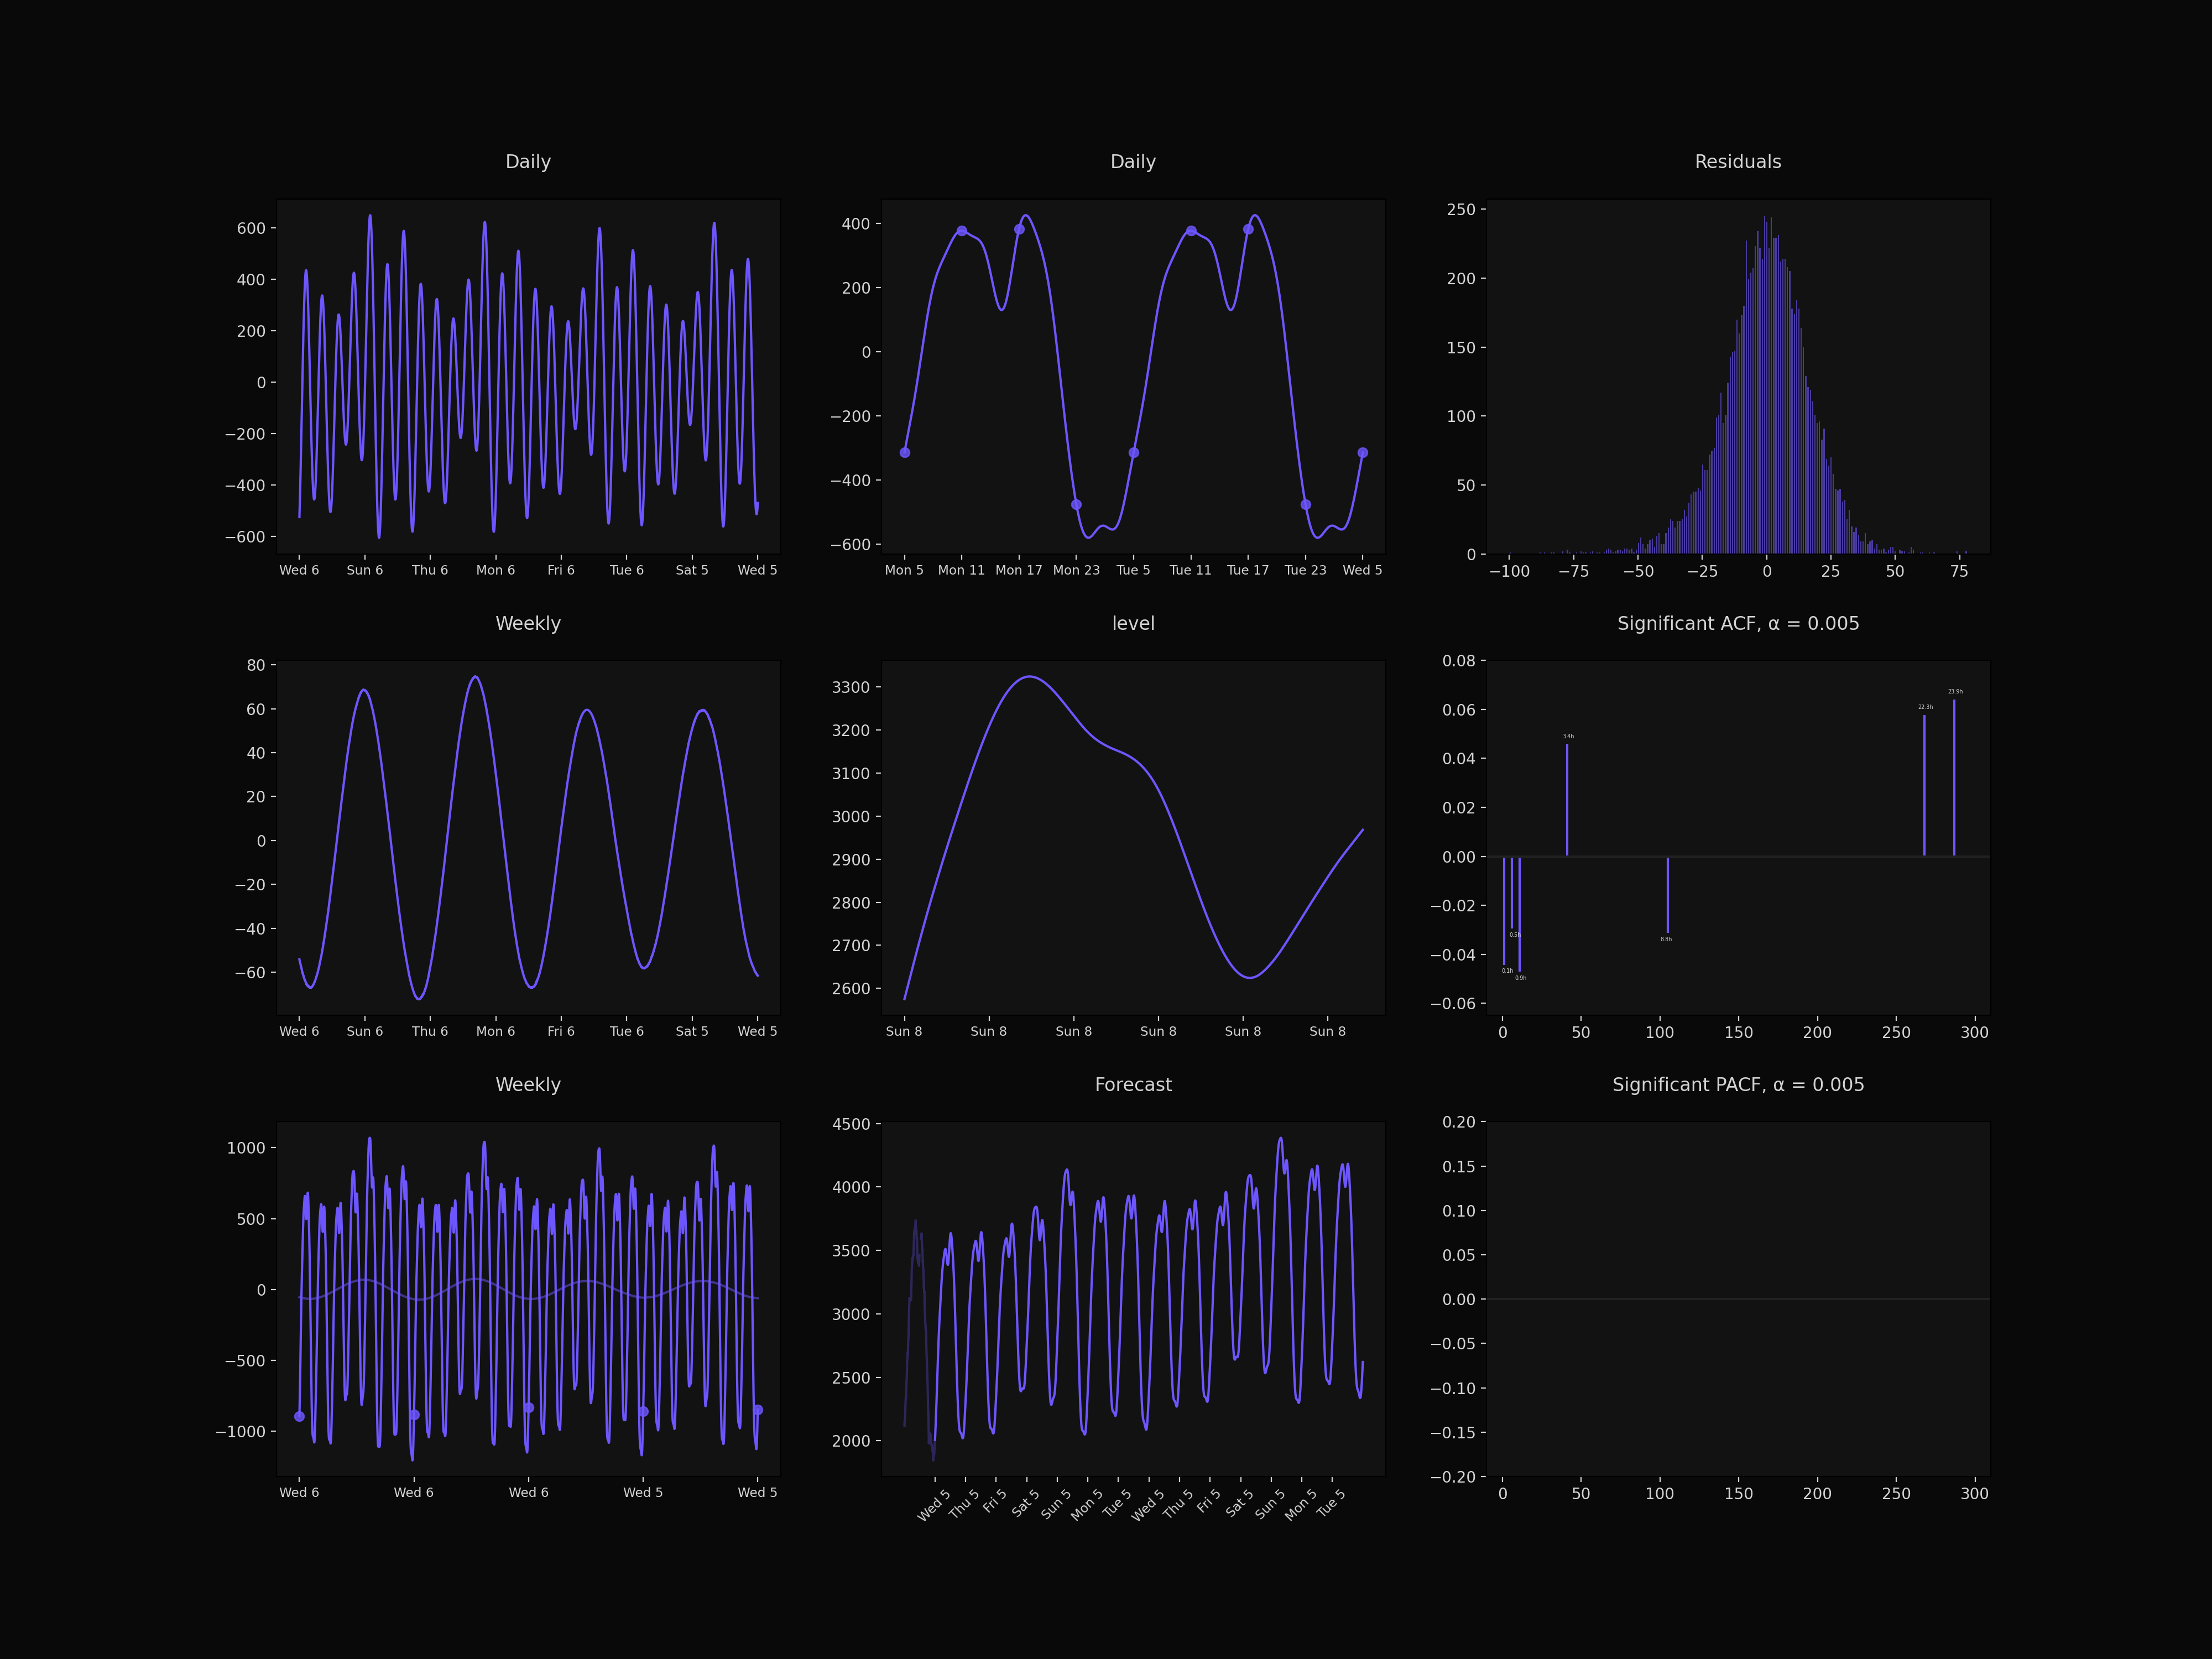 Daily
600
400
200
0
−200
−400
−600
Wed 6 Sun 6 Thu 6 Mon 6 Fri 6 Tue 6 Sat 5 Wed 5
Daily
400
200
0
−200
−400
−600
Mon 5 Mon 11 Mon 17 Mon 23 Tue 5 Tue 11 Tue 17 Tue 23 Wed 5
Residuals
250
200
150
100
50
0
−100 −75 −50 −25 0 25 50 75
Weekly
80
60
40
20
0
−20
−40
−60
Wed 6 Sun 6 Thu 6 Mon 6 Fri 6 Tue 6 Sat 5 Wed 5
level
3300
3200
3100
3000
2900
2800
2700
2600
Sun 8 Sun 8 Sun 8 Sun 8 Sun 8 Sun 8
Significant ACF, α = 0.005
0.08
0.06
0.04
0.02
0.00
−0.02
−0.04
−0.06
23.9h
22.3h
3.4h
0.5h
8.8h
0.1h
0.9h
0 50 100 150 200 250 300
Weekly
1000
500
0
−500
−1000
Wed 6 Wed 6 Wed 6 Wed 5 Wed 5
Forecast
4500
4000
3500
3000
2500
2000
Wed 5 Thu 5 Fri 5 Sat 5 Sun 5 Mon 5 Tue 5 Wed 5 Thu 5 Fri 5 Sat 5 Sun 5 Mon 5 Tue 5
Significant PACF, α = 0.005
0.20
0.15
0.10
0.05
0.00
−0.05
−0.10
−0.15
−0.20
0 50 100 150 200 250 300